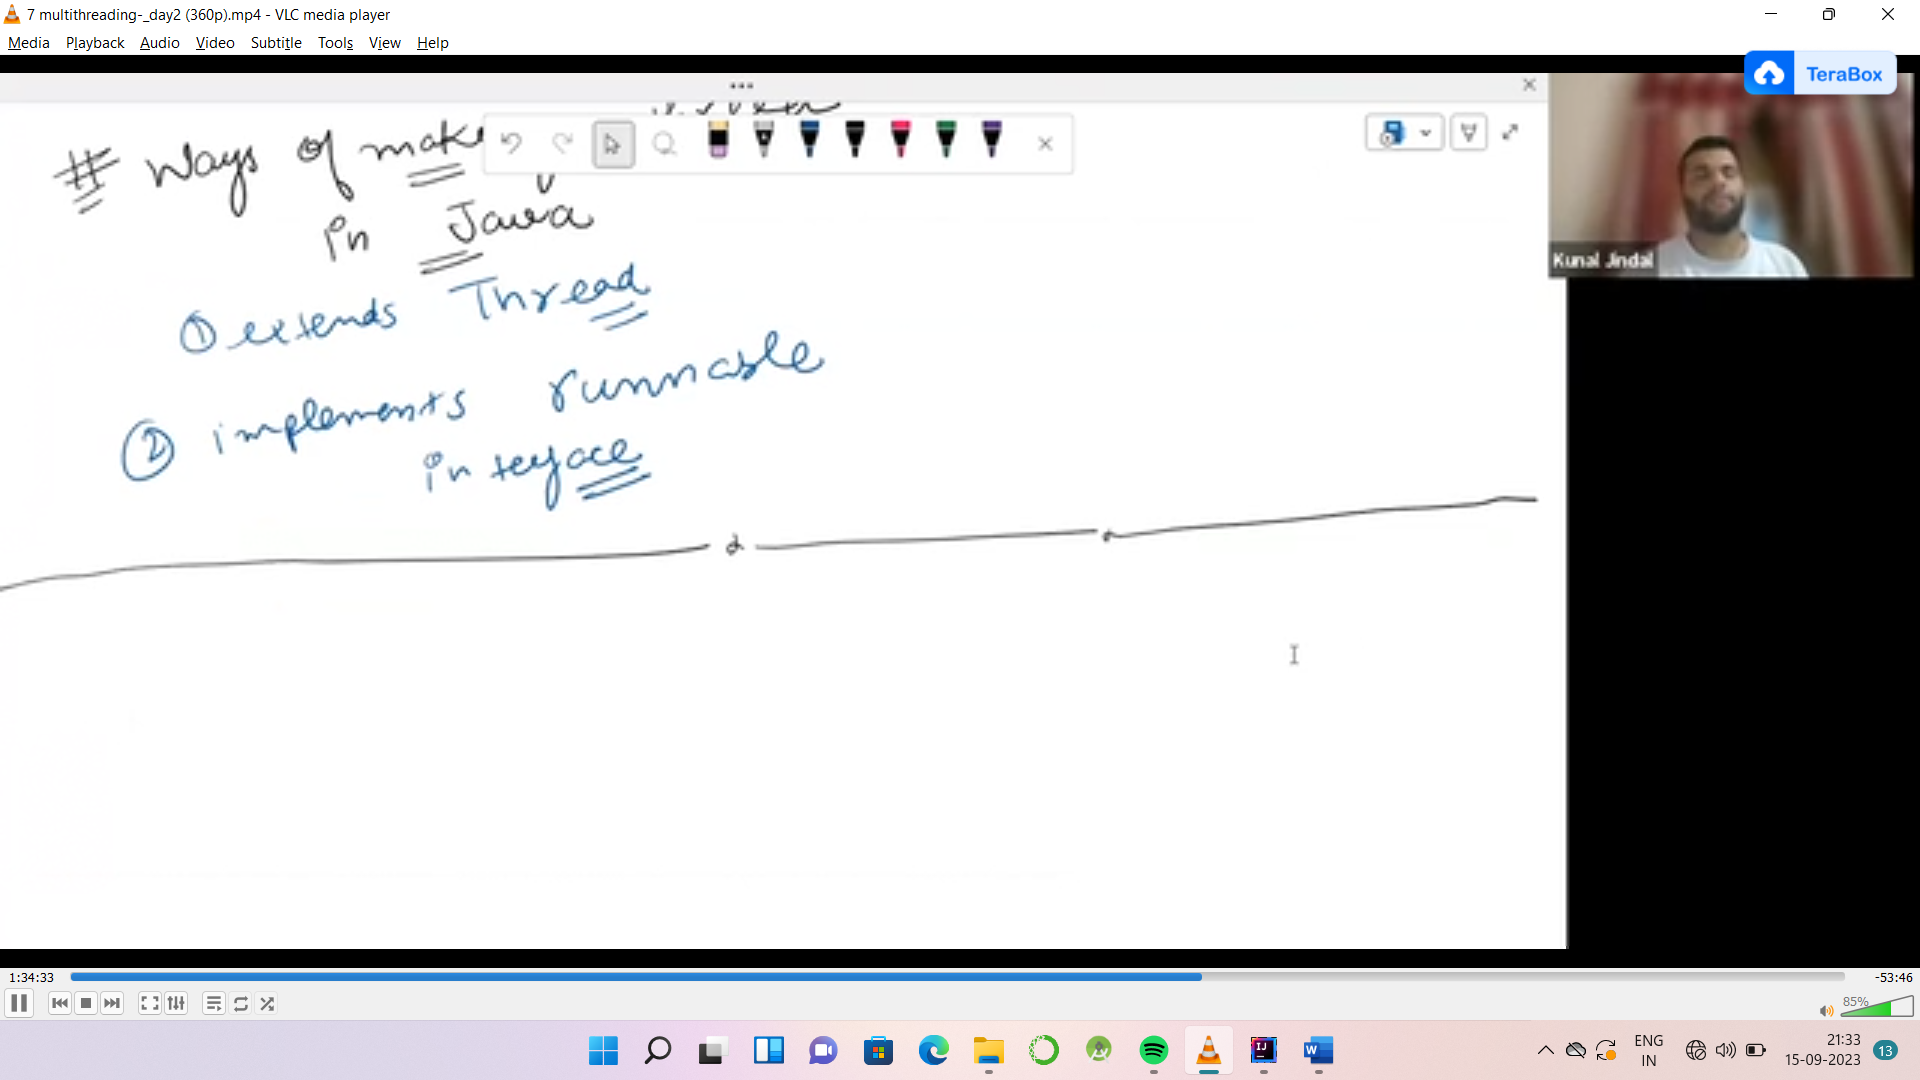 7 multithreading-_day2 (360p).mp4 - VLC media player
Media Playback Audio Video Subtitle Tools View Help
TeraBox
# Ways of make
in Java
① extends Thread
② implements runnable
interface
Kunal Jindal
1:34:33
-53:46
85%
ENG
IN
21:33
15-09-2023
13